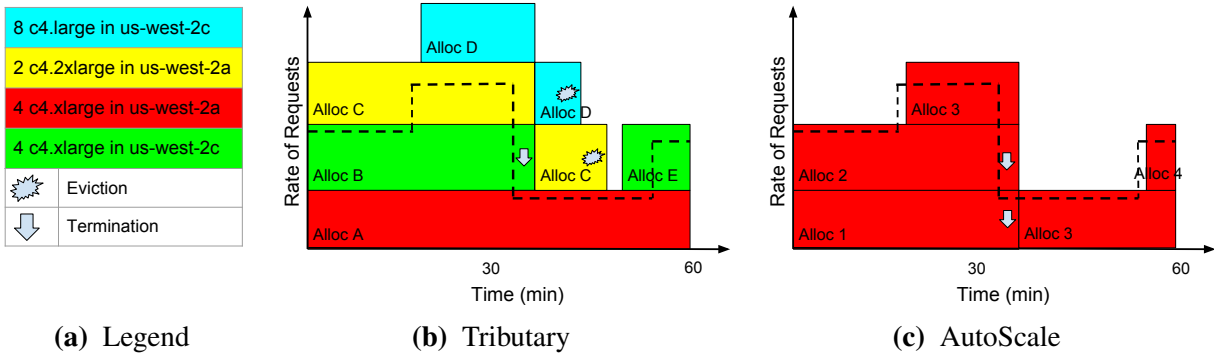 8 c4.large in us-west-2c
2 c4.2xlarge in us-west-2a
4 c4.xlarge in us-west-2a
4 c4.xlarge in us-west-2c
Eviction
Termination
(a) Legend
Rate of Requests
Alloc D
Alloc C
Alloc D
Alloc B
Alloc C
Alloc E
Alloc A
30
60
Time (min)
(b) Tributary
Rate of Requests
Alloc 3
Alloc 2
Alloc 4
Alloc 1
Alloc 3
30
60
Time (min)
(c) AutoScale